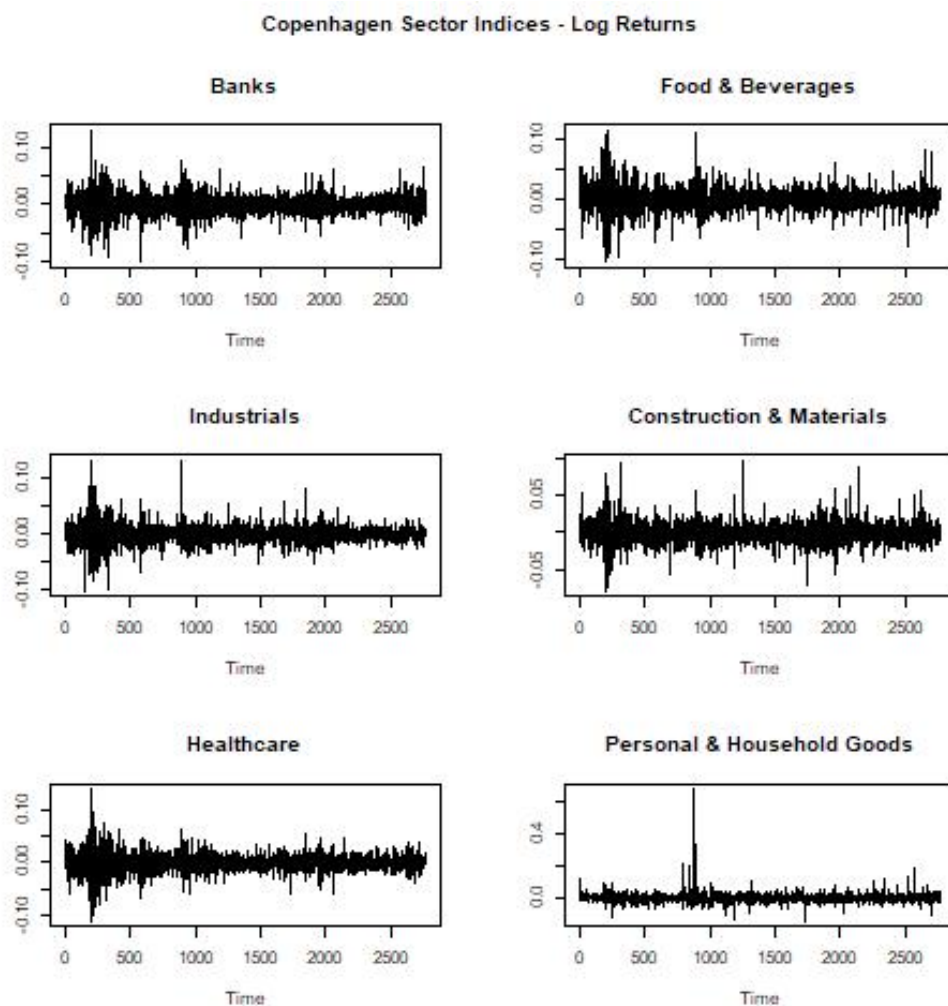 Copenhagen Sector Indices - Log Returns
Banks
0.10
0.00
-0.10
0 500 1000 1500 2000 2500
Time
Food & Beverages
0.10
0.00
-0.10
0 500 1000 1500 2000 2500
Time
Industrials
0.10
0.00
-0.10
0 500 1000 1500 2000 2500
Time
Construction & Materials
0.05
-0.05
0 500 1000 1500 2000 2500
Time
Healthcare
0.10
0.00
-0.10
0 500 1000 1500 2000 2500
Time
Personal & Household Goods
0.4
0.0
0 500 1000 1500 2000 2500
Time